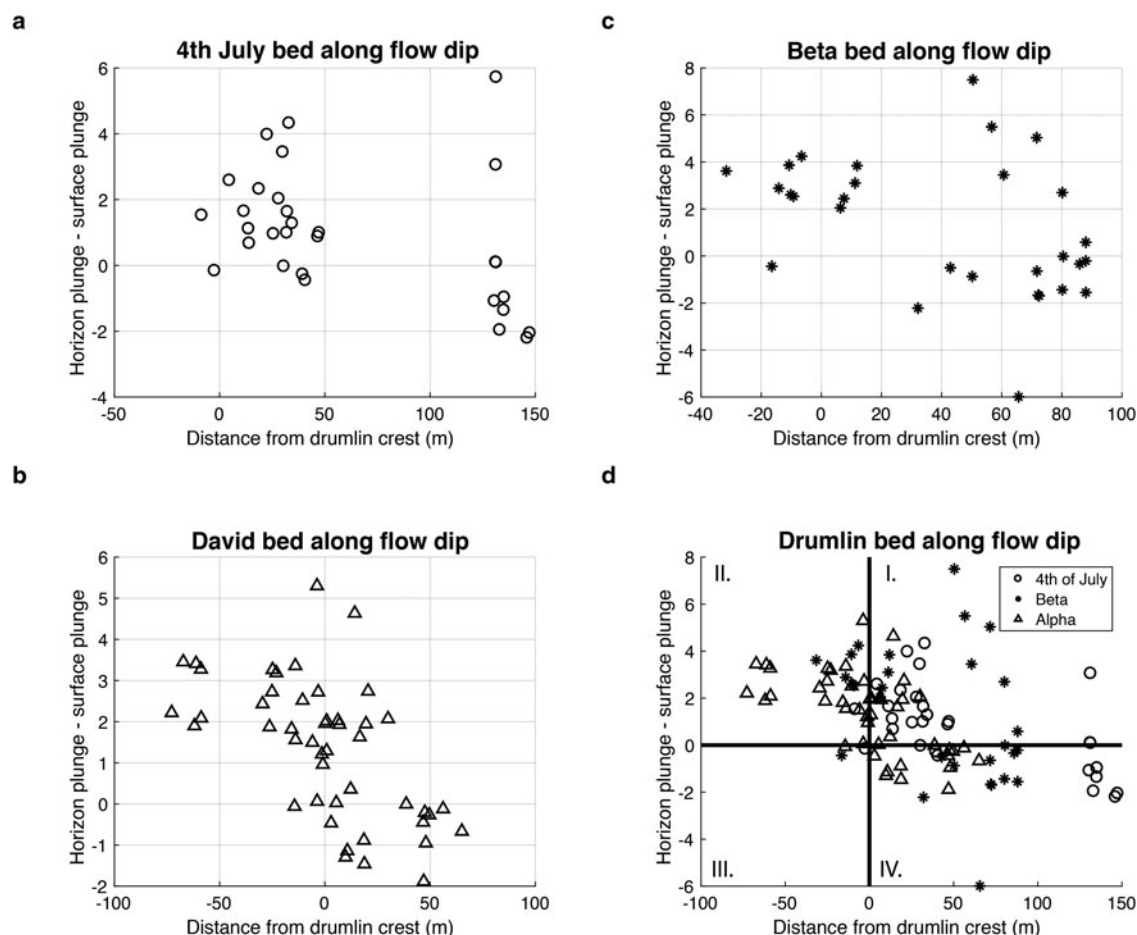 a
4th July bed along flow dip
6
4
2
0
-2
-4
-50
0
50
100
150
Horizon plunge - surface plunge
Distance from drumlin crest (m)
c
Beta bed along flow dip
8
6
4
2
0
-2
-4
-6
-40
-20
0
20
40
60
80
100
Horizon plunge - surface plunge
Distance from drumlin crest (m)
b
David bed along flow dip
6
5
4
3
2
1
0
-1
-2
-100
-50
0
50
100
Horizon plunge - surface plunge
Distance from drumlin crest (m)
d
Drumlin bed along flow dip
8
6
4
2
0
-2
-4
-6
-100
-50
0
50
100
150
Horizon plunge - surface plunge
Distance from drumlin crest (m)
II.
I.
III.
IV.
4th of July
Beta
Alpha